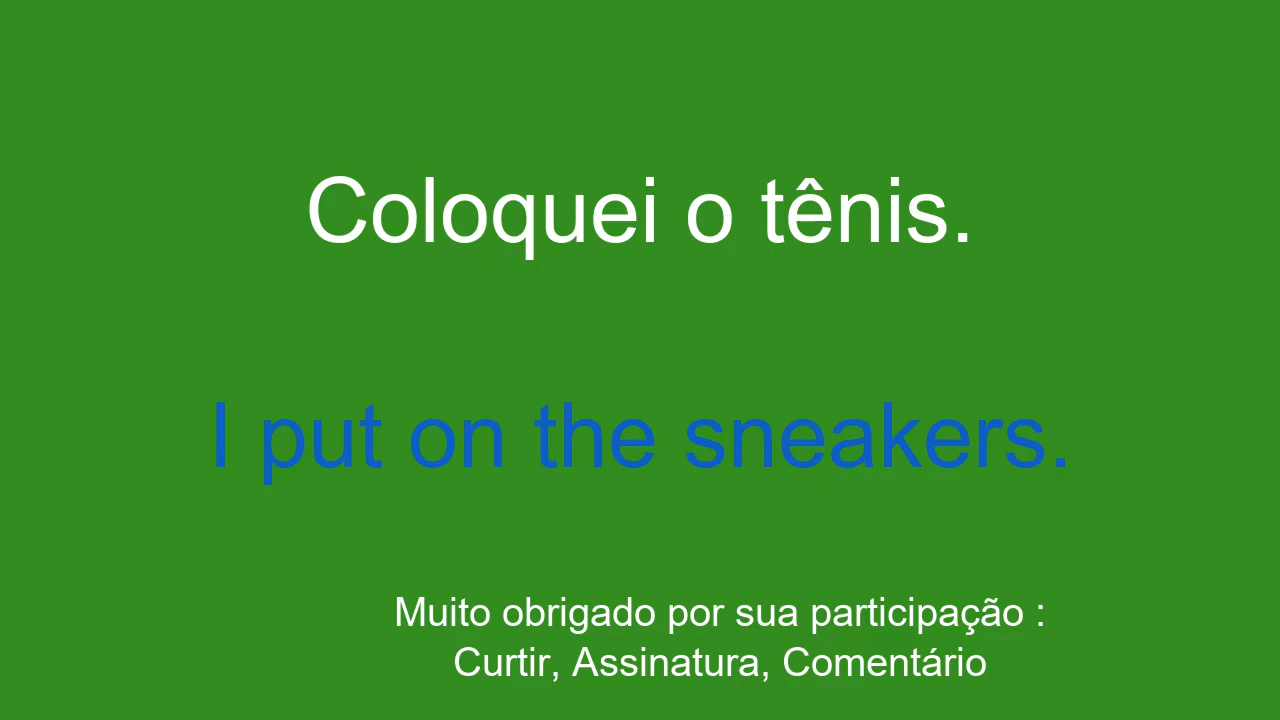 Coloquei o tênis.
I put on the sneakers.
Muito obrigado por sua participação :
Curtir, Assinatura, Comentário